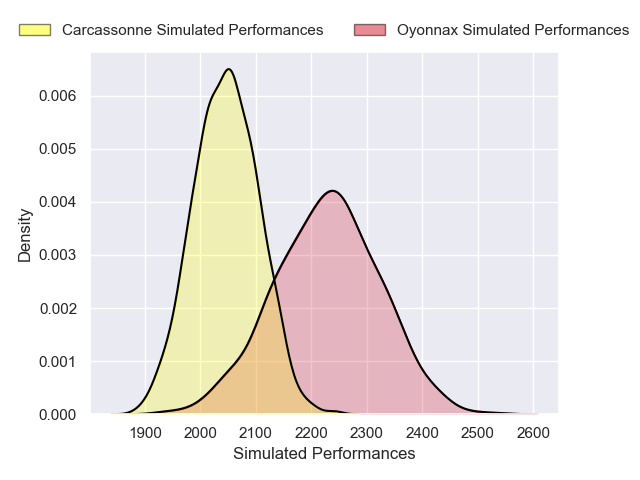 Carcassonne Simulated Performances Oyonnax Simulated Performances
0.006
0.005
0.004
0.003
0.002
0.001
0.000
Density
1900 2000 2100 2200 2300 2400 2500 2600
Simulated Performances